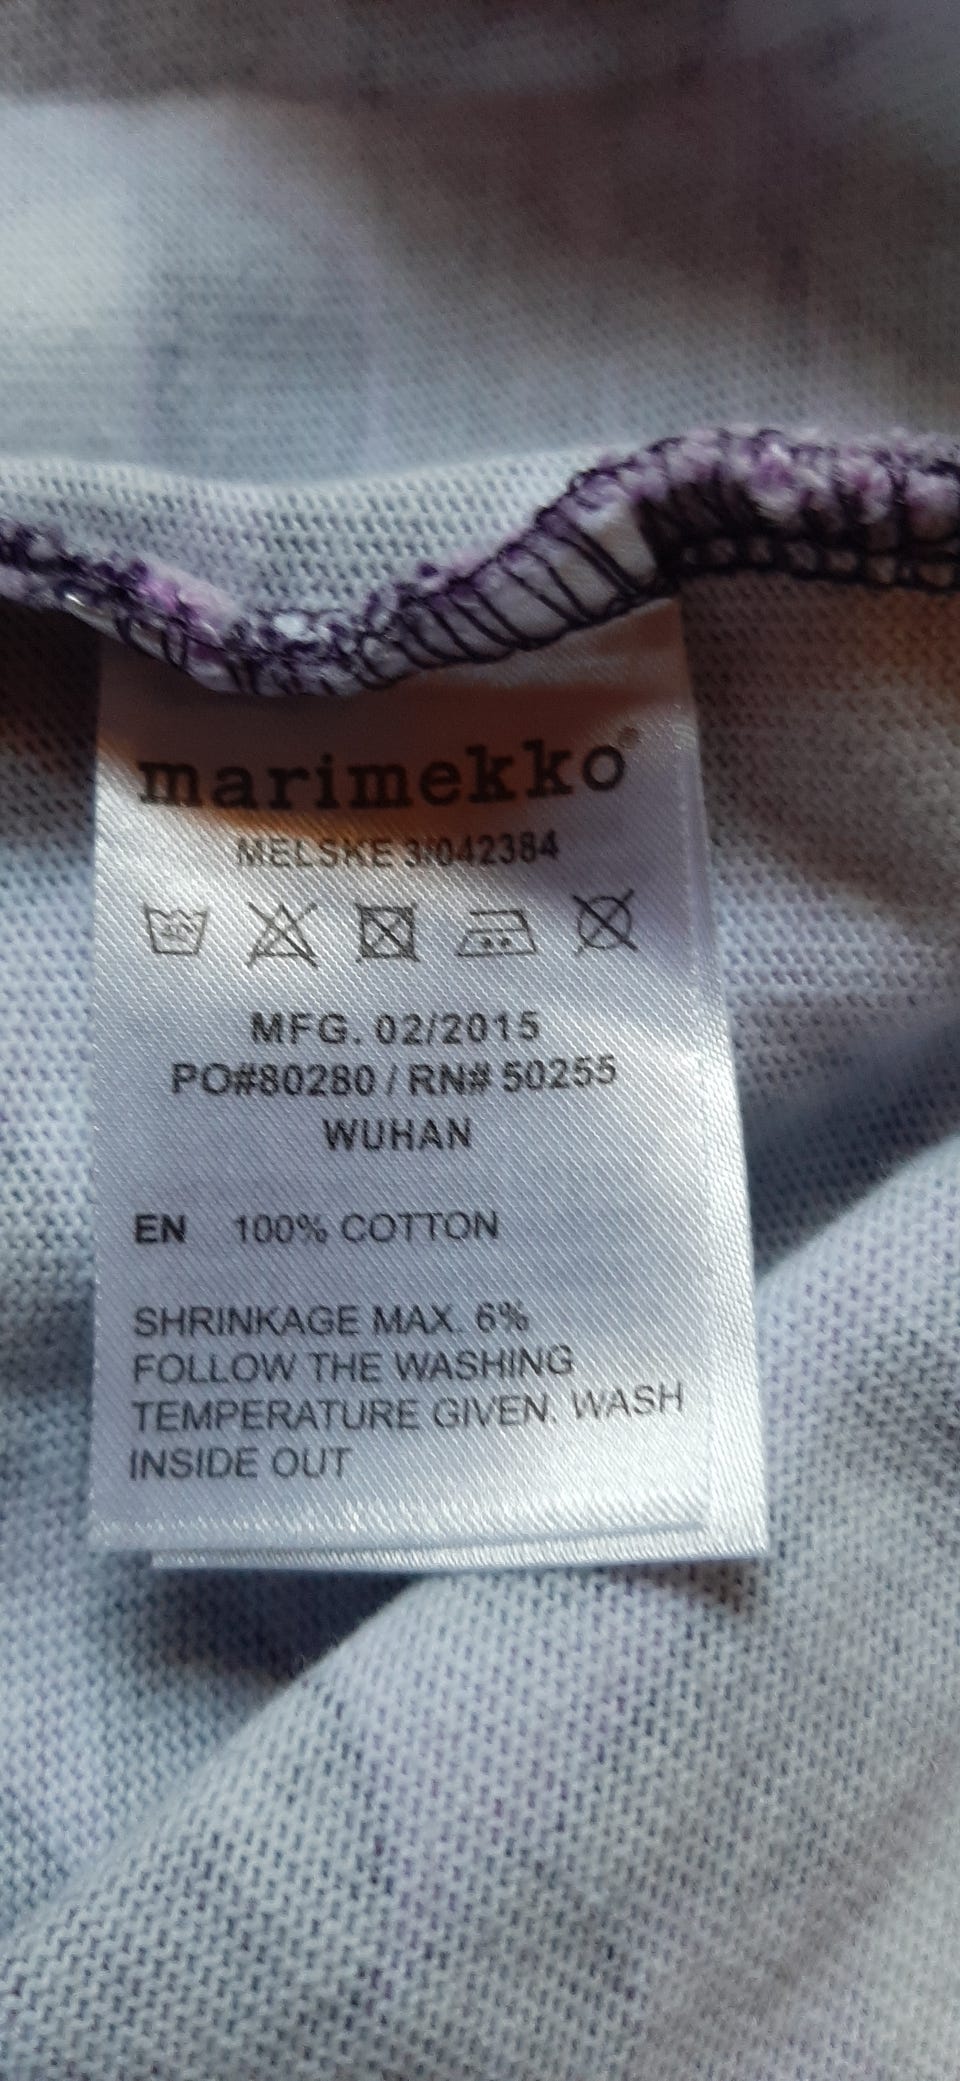 marimekko®
MELSKE 3/042384
40
MFG. 02/2015
PO#80280 / RN# 50255
WUHAN
EN 100% COTTON
SHRINKAGE MAX. 6%
FOLLOW THE WASHING
TEMPERATURE GIVEN. WASH
INSIDE OUT